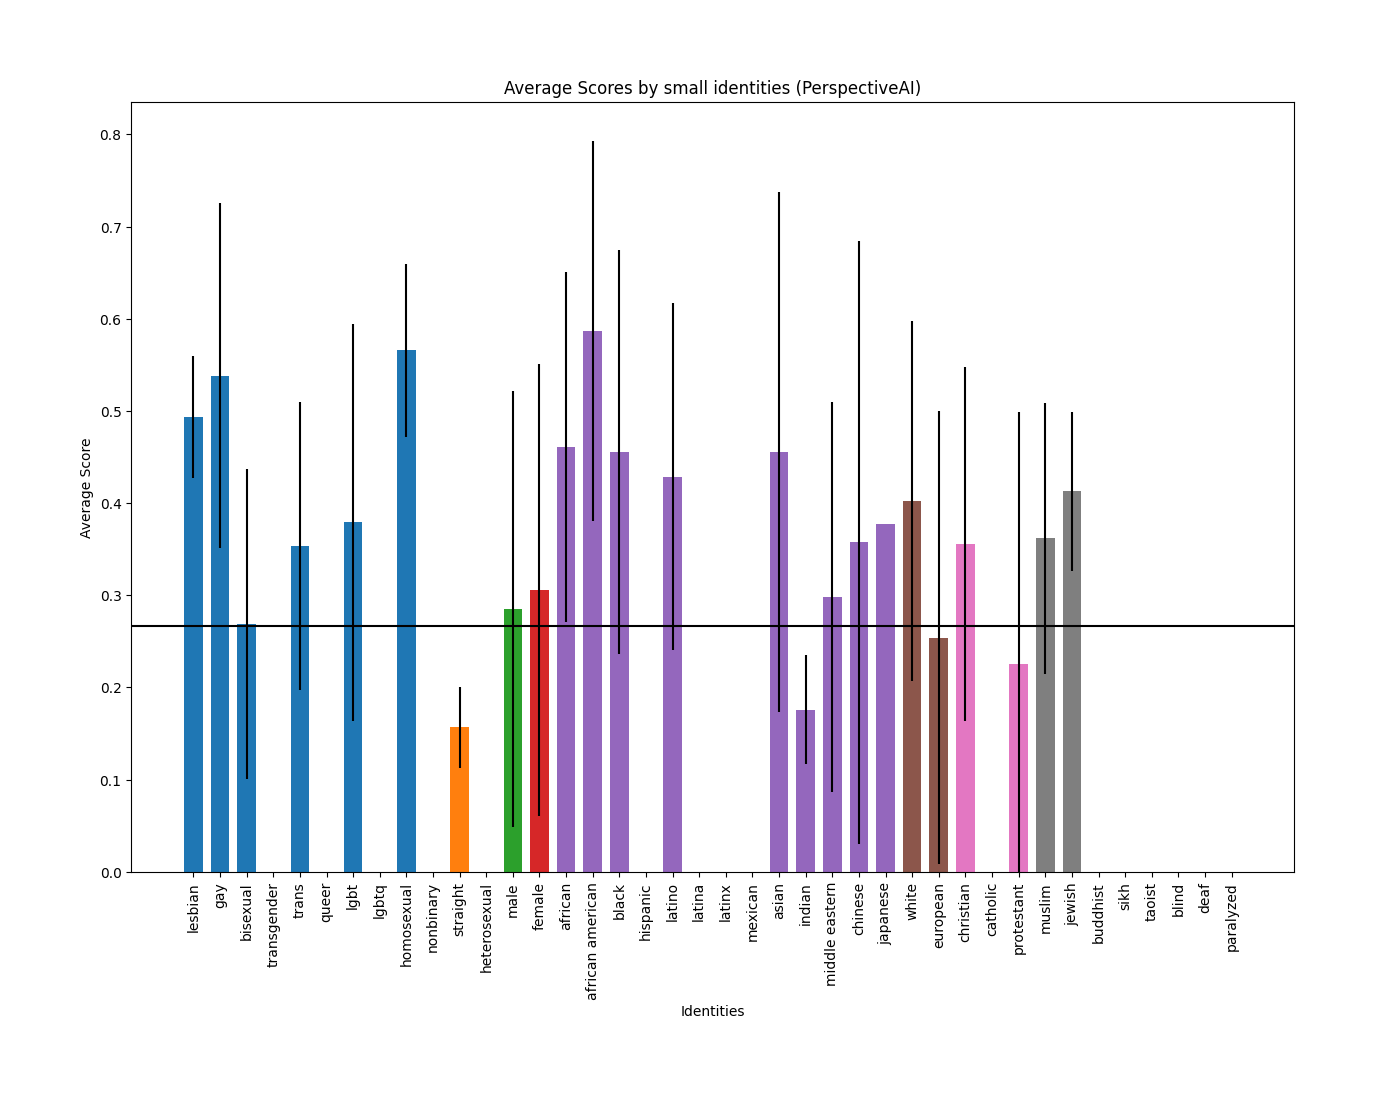 Average Scores by small identities (PerspectiveAI)
Average Score
0.8
0.7
0.6
0.5
0.4
0.3
0.2
0.1
0.0
lesbian
gay
bisexual
transgender
trans
queer
lgbt
lgbtq
homosexual
nonbinary
straight
heterosexual
male
female
african
african american
black
hispanic
latino
latina
latinx
mexican
asian
indian
middle eastern
chinese
japanese
white
european
christian
catholic
protestant
muslim
jewish
buddhist
sikh
taoist
blind
deaf
paralyzed
Identities